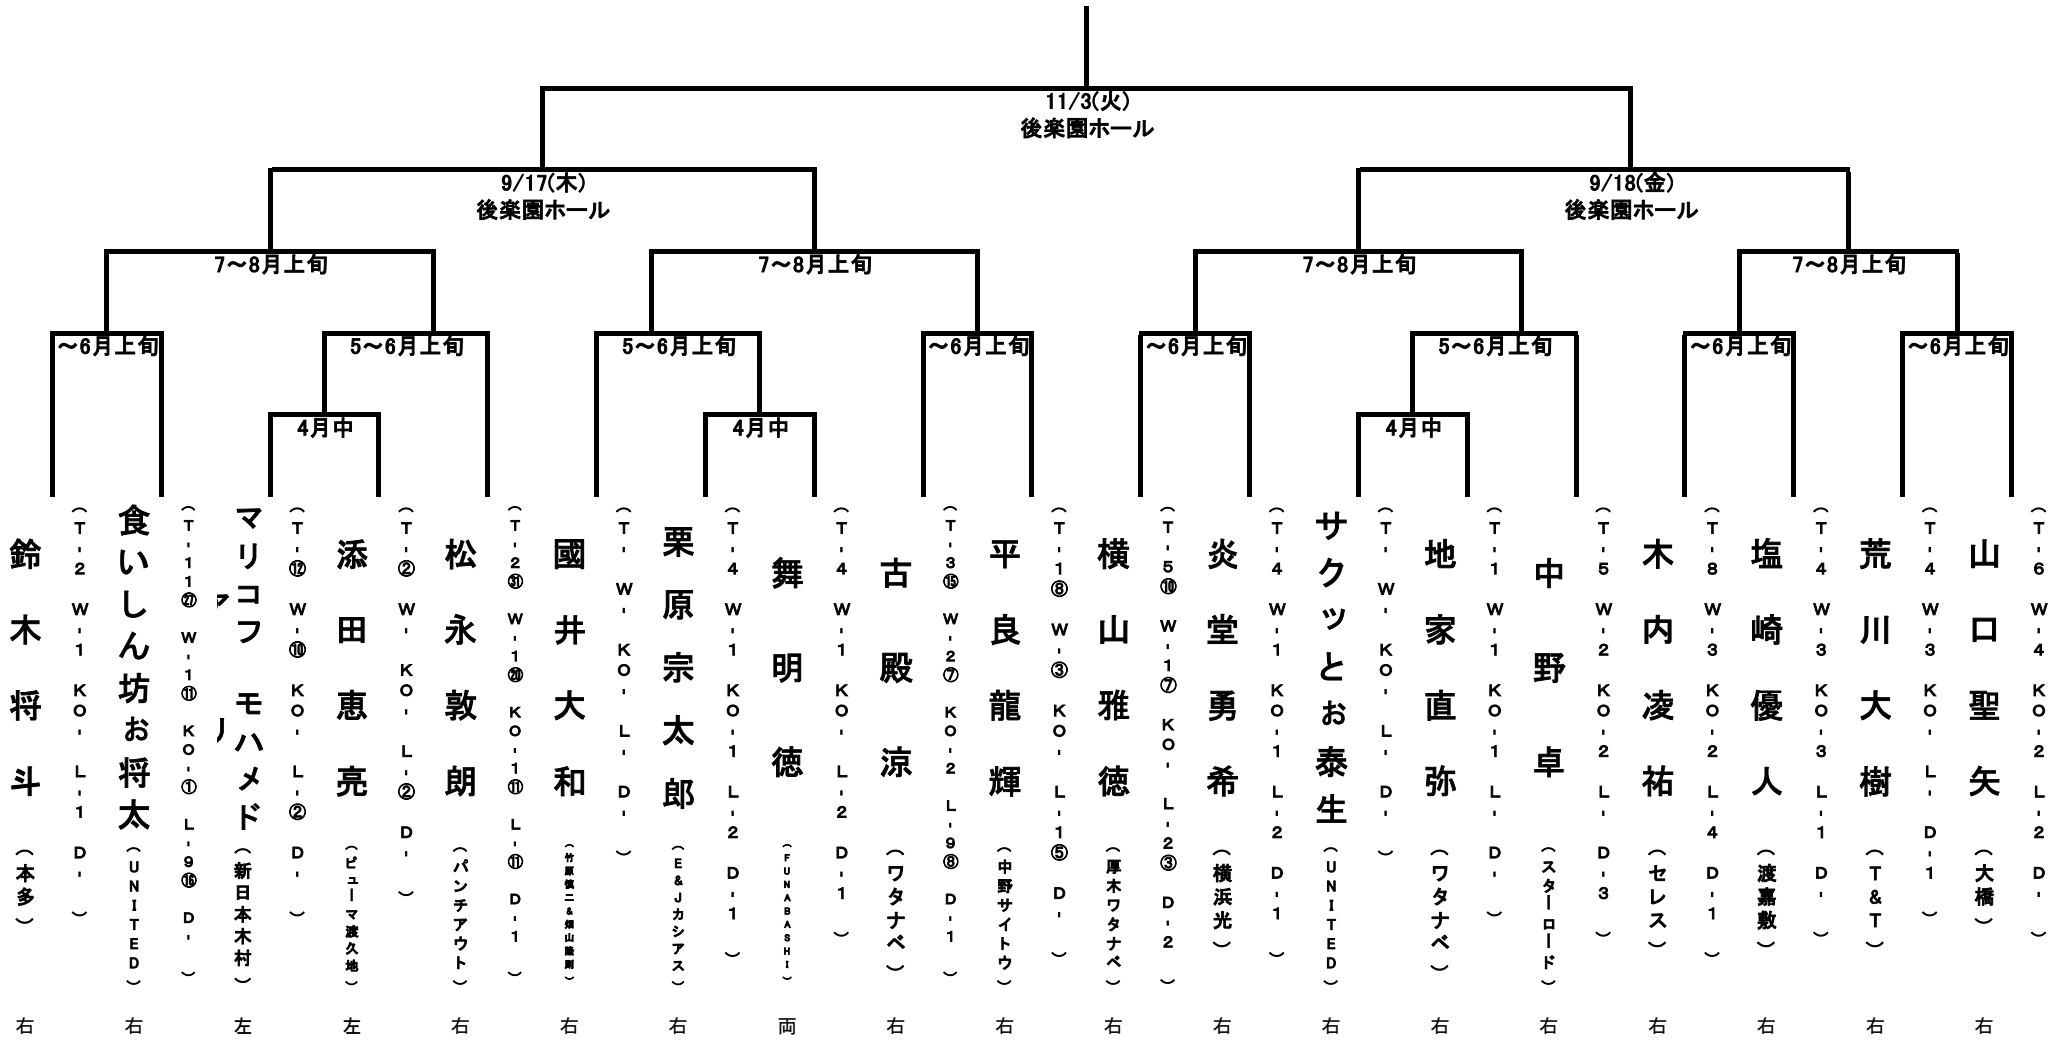 11/3(火)
後楽園ホール
9/17(木)
後楽園ホール
9/18(金)
後楽園ホール
7～8月上旬
7～8月上旬
7～8月上旬
7～8月上旬
～6月上旬
5～6月上旬
5～6月上旬
～6月上旬
～6月上旬
5～6月上旬
～6月上旬
～6月上旬
4月中
4月中
4月中
鈴木将斗(本多)
(T-2 W-1 KO- L-1 D- )
右
食いしん坊ぉ将太(UNITED)
(T-11㉗ W-1⑪ KO-① L-9⑯ D- )
右
マリコフ モハメド
ア リ
(新日本木村)
(T-⑫ W-⑩ KO- L-② D- )
左
添田恵亮(ピューマ渡久地)
(T-② W- KO- L-② D- )
左
松永敦朗(パンチアウト)
(T-2㉛ W-1⑳ KO-1⑪ L-⑪ D-1 )
右
國井大和(竹原慎二&畑山隆則)
(T- W- KO- L- D- )
右
栗原宗太郎(E&Jカシアス)
(T-4 W-1 KO-1 L-2 D-1 )
右
舞明徳(FUNABASHI)
(T-4 W-1 KO- L-2 D-1 )
両
古殿涼(ワタナベ)
(T-3⑮ W-2⑦ KO-2 L-9⑧ D-1 )
右
平良龍輝(中野サイトウ)
(T-1⑧ W-③ KO- L-1⑤ D- )
右
横山雅徳(厚木ワタナベ)
(T-5⑩ W-1⑦ KO- L-2③ D-2 )
右
炎堂勇希(横浜光)
(T-4 W-1 KO-1 L-2 D-1 )
右
サクッとぉ泰生(UNITED)
(T- W- KO- L- D- )
右
地家直弥(ワタナベ)
(T-1 W-1 KO-1 L- D- )
右
中野卓(スターロード)
(T-5 W-2 KO-2 L- D-3 )
右
木内凌祐(セレス)
(T-8 W-3 KO-2 L-4 D-1 )
右
塩崎優人(渡嘉敷)
(T-4 W-3 KO-3 L-1 D- )
右
荒川大樹(T&T)
(T-4 W-3 KO- L- D-1 )
右
山口聖矢(大橋)
(T-6 W-4 KO-2 L-2 D- )
右